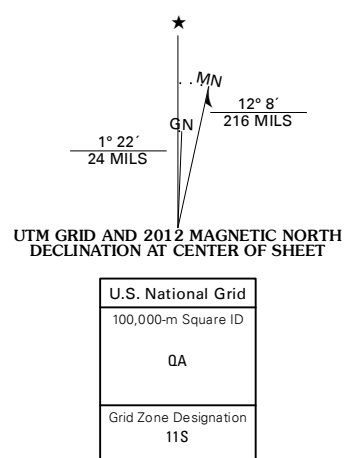 ★
MN
GN
12° 8´
216 MILS
1° 22´
24 MILS
UTM GRID AND 2012 MAGNETIC NORTH
DECLINATION AT CENTER OF SHEET
U.S. National Grid
100,000-m Square ID
QA
Grid Zone Designation
11S